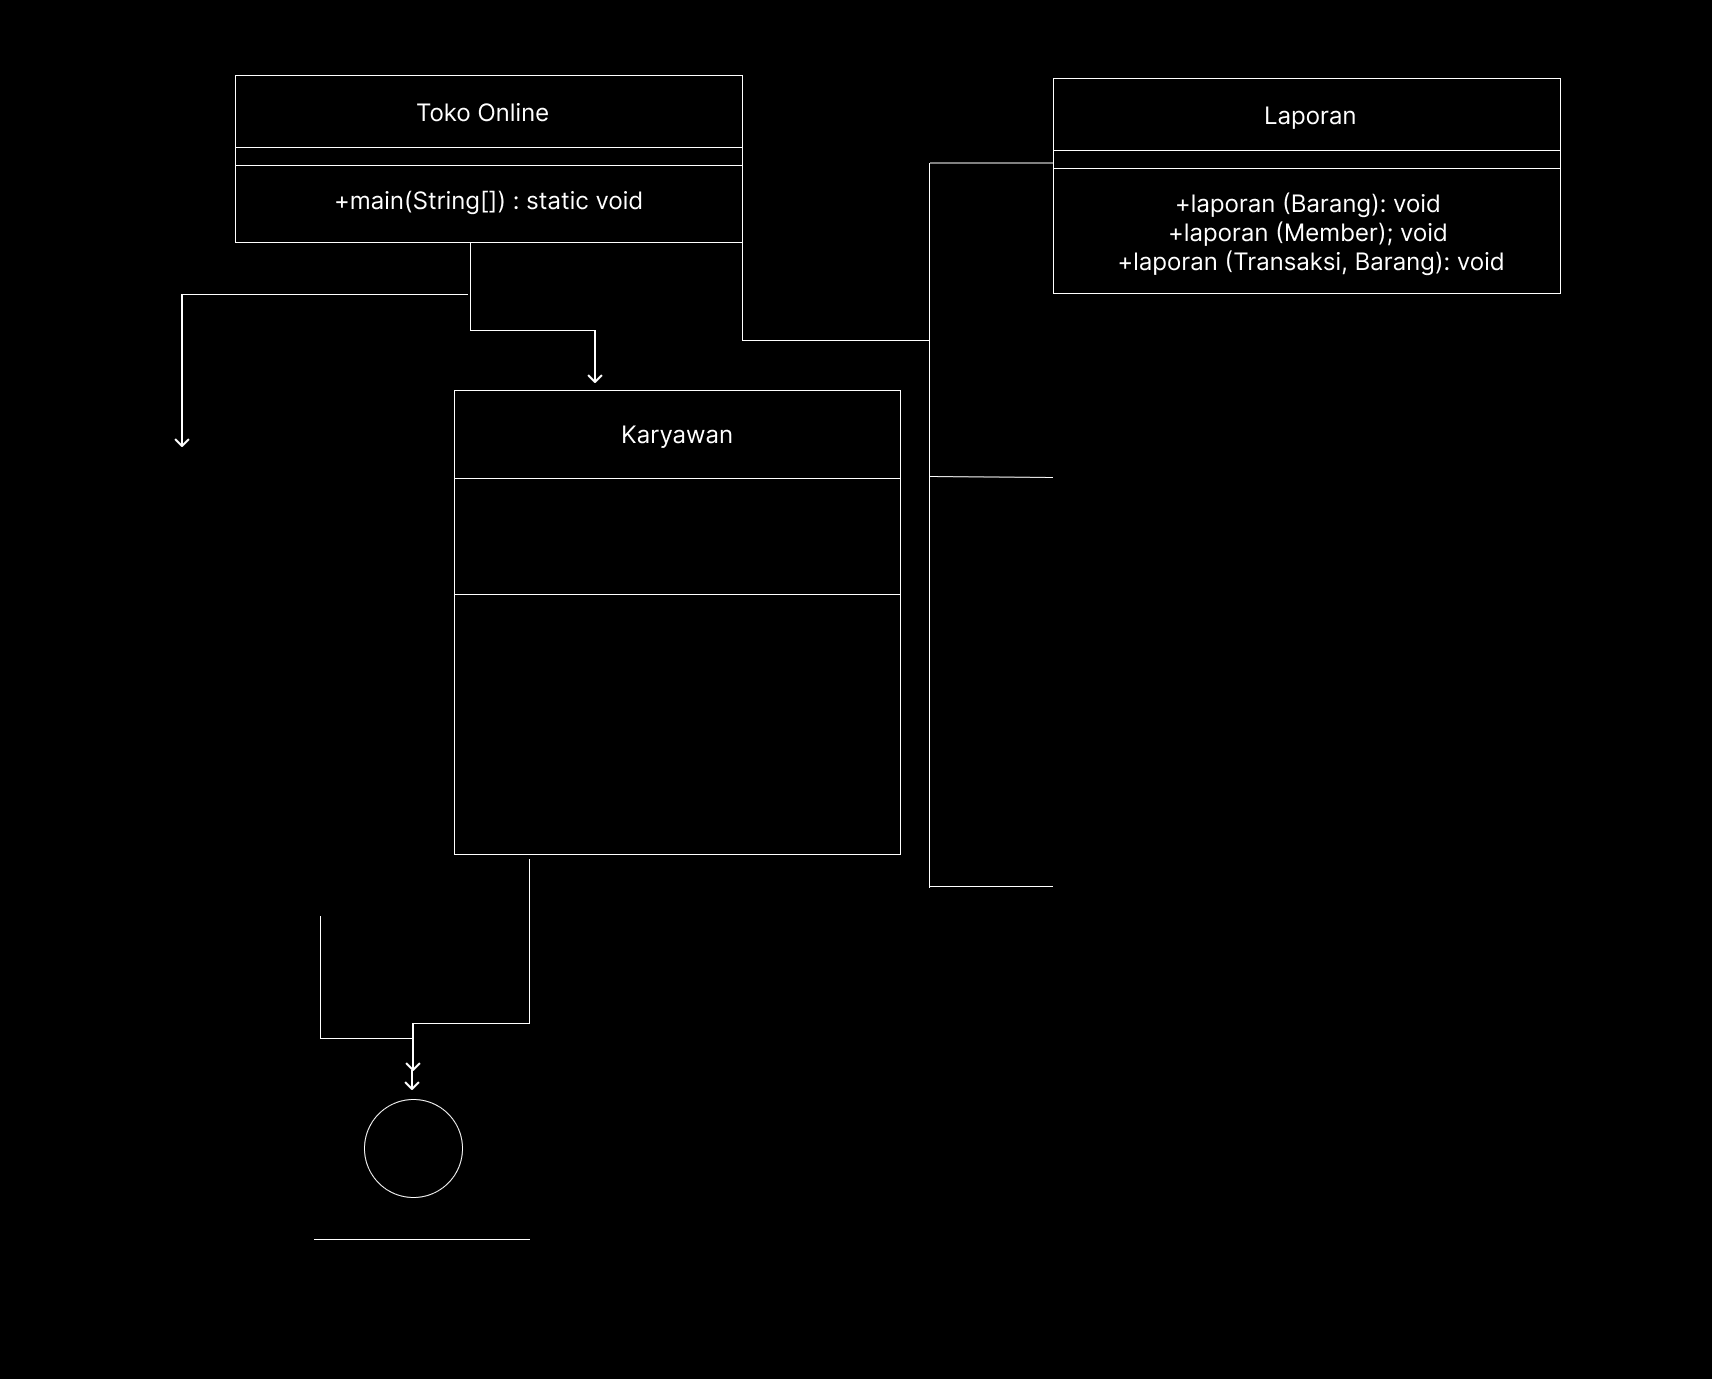 Toko Online
+main(String[]) : static void
Laporan
+laporan (Barang): void
+laporan (Member); void
+laporan (Transaksi, Barang): void
Karyawan